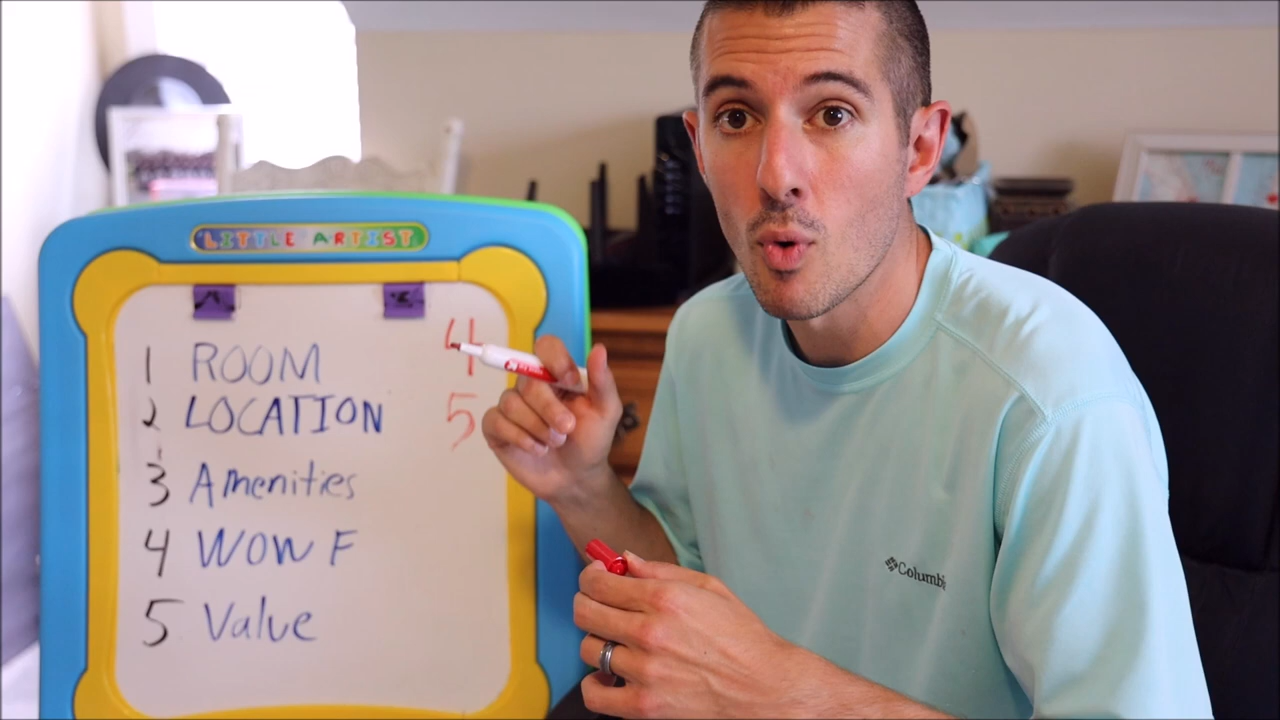 LITTLE ARTIST
1 ROOM 4
2 LOCATION 5
3 Amenities
4 WOW F
5 Value
Columbia